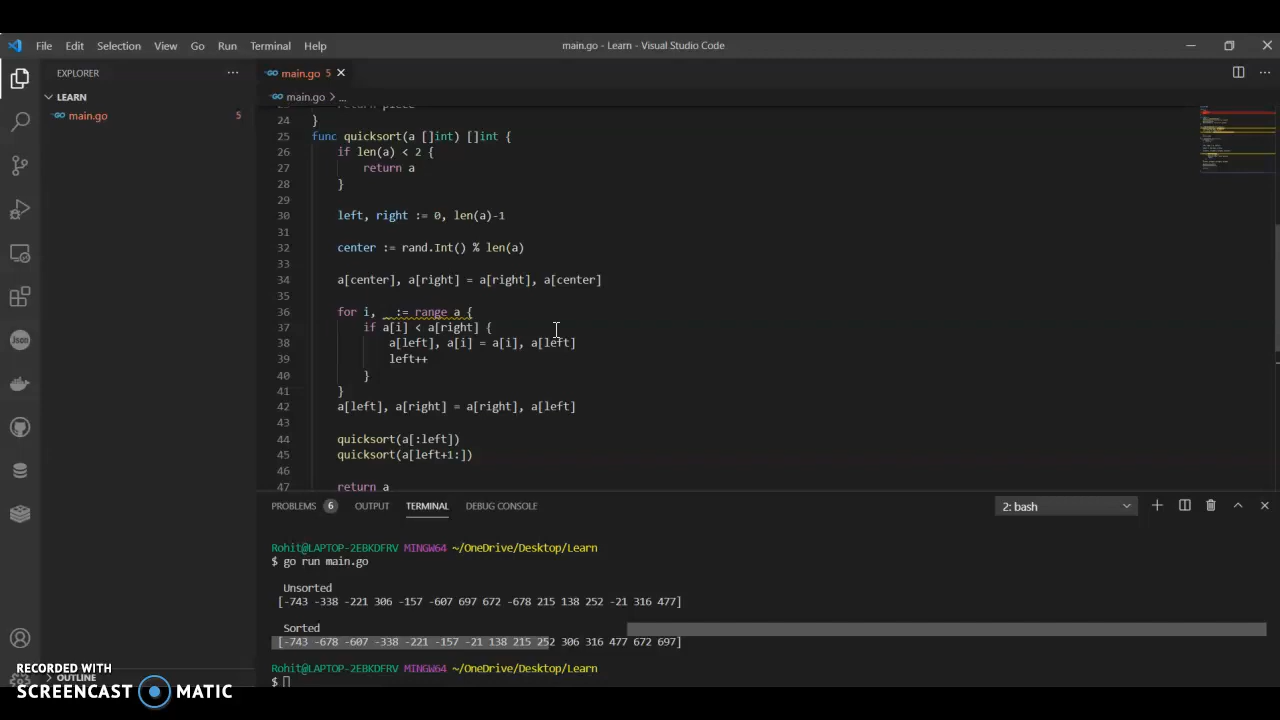 File Edit Selection View Go Run Terminal Help main.go - Learn - Visual Studio Code
EXPLORER ... main.go 5
LEARN main.go > ...
main.go 5
24 }
25 func quicksort(a []int) []int {
26 if len(a) < 2 {
27 return a
28 }
29
30 left, right := 0, len(a)-1
31
32 center := rand.Int() % len(a)
33
34 a[center], a[right] = a[right], a[center]
35
36 for i, _ := range a {
37 if a[i] < a[right] {
38 a[left], a[i] = a[i], a[left]
39 left++
40 }
41 }
42 a[left], a[right] = a[right], a[left]
43
44 quicksort(a[:left])
45 quicksort(a[left+1:])
46
47 return a
PROBLEMS 6 OUTPUT TERMINAL DEBUG CONSOLE 2: bash
Rohit@LAPTOP-2EBKDFRV MINGW64 ~/OneDrive/Desktop/Learn
$ go run main.go
Unsorted
[-743 -338 -221 306 -157 -607 697 672 -678 215 138 252 -21 316 477]
Sorted
[-743 -678 -607 -338 -221 -157 -21 138 215 252 306 316 477 672 697]
Rohit@LAPTOP-2EBKDFRV MINGW64 ~/OneDrive/Desktop/Learn
$
Json
OUTLINE
RECORDED WITH
SCREENCAST MATIC